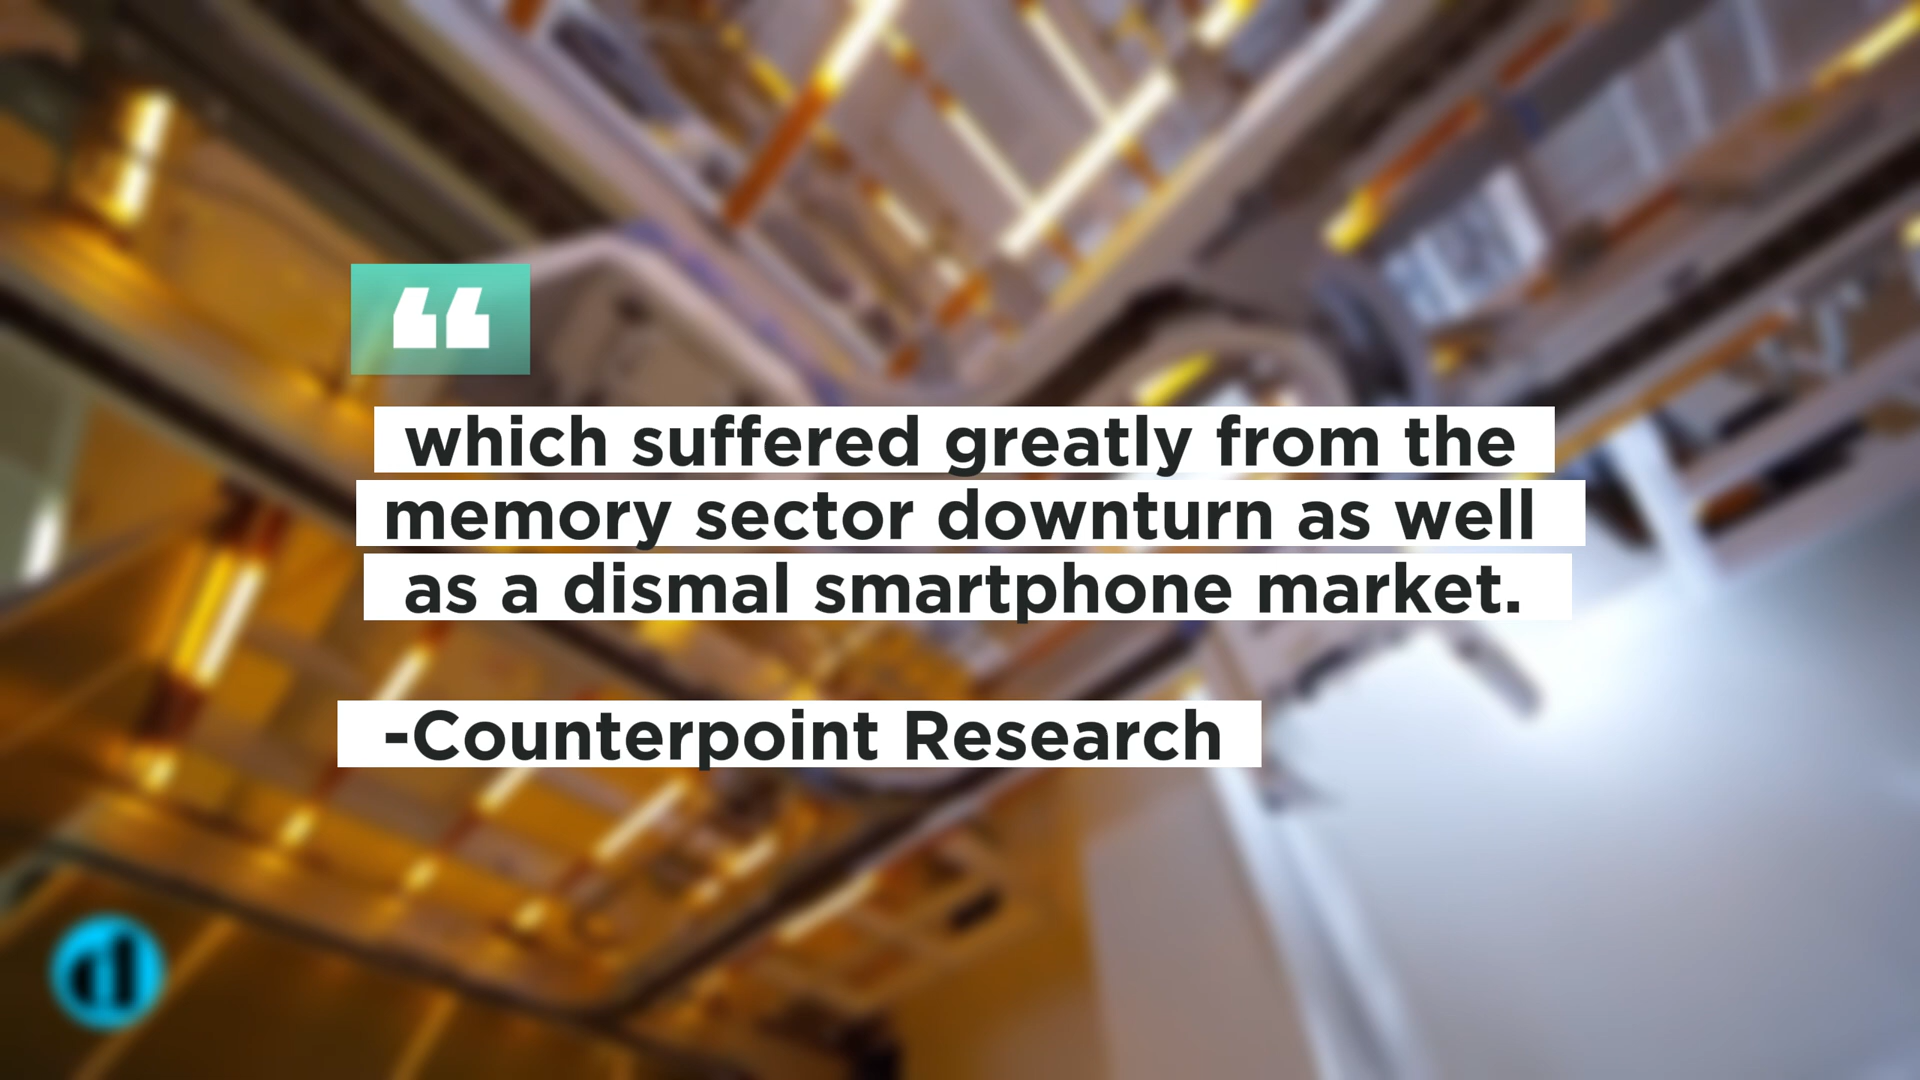 “
which suffered greatly from the
memory sector downturn as well
as a dismal smartphone market.
-Counterpoint Research